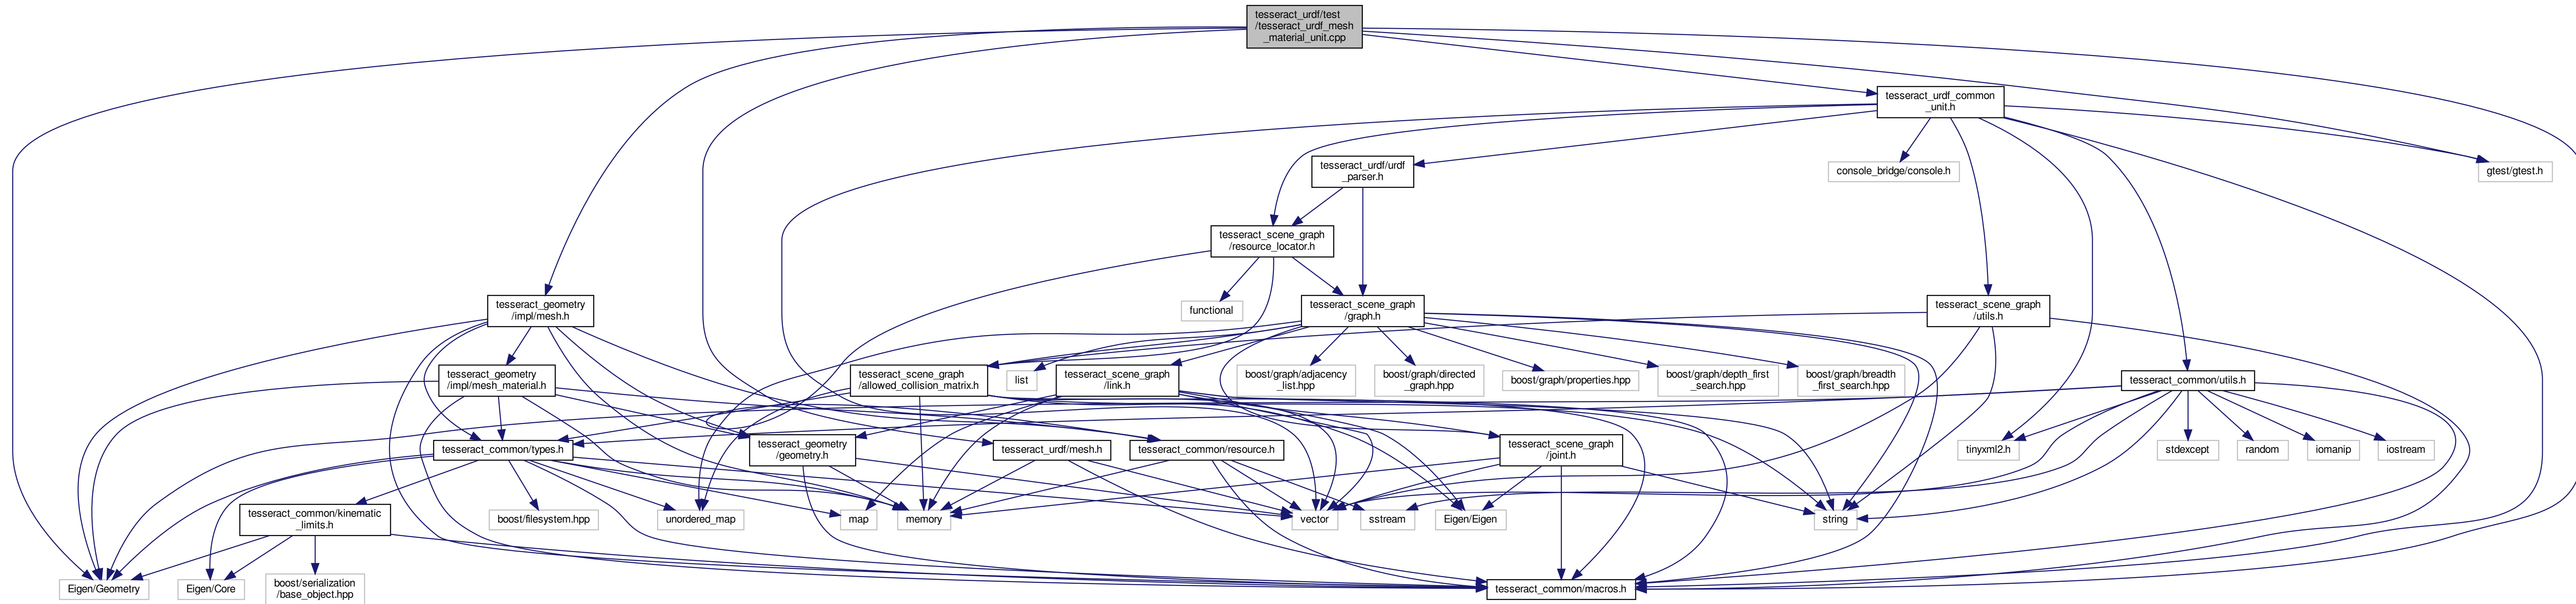 tesseract_urdf/test
/tesseract_urdf_mesh
_material_unit.cpp
tesseract_urdf_common
_unit.h
tesseract_urdf/urdf
_parser.h
console_bridge/console.h
gtest/gtest.h
tesseract_scene_graph
/resource_locator.h
tesseract_geometry
/impl/mesh.h
functional
tesseract_scene_graph
/graph.h
tesseract_scene_graph
/utils.h
tesseract_geometry
/impl/mesh_material.h
tesseract_scene_graph
/allowed_collision_matrix.h
list
tesseract_scene_graph
/link.h
boost/graph/adjacency
_list.hpp
boost/graph/directed
_graph.hpp
boost/graph/properties.hpp
boost/graph/depth_first
_search.hpp
boost/graph/breadth
_first_search.hpp
tesseract_common/utils.h
tesseract_common/types.h
tesseract_geometry
/geometry.h
tesseract_urdf/mesh.h
tesseract_common/resource.h
tesseract_scene_graph
/joint.h
tinyxml2.h
stdexcept
random
iomanip
iostream
tesseract_common/kinematic
_limits.h
boost/filesystem.hpp
unordered_map
map
memory
vector
sstream
Eigen/Eigen
string
Eigen/Geometry
Eigen/Core
boost/serialization
/base_object.hpp
tesseract_common/macros.h